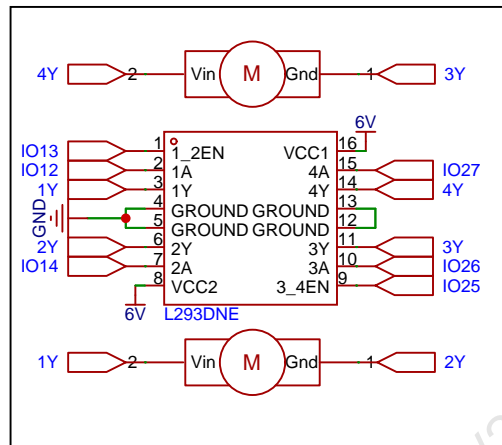 4Y 2 Vin M Gnd 1 3Y
6V
IO13 1 1_2EN VCC1 16
IO12 2 1A 4A 15 IO27
1Y 3 1Y 4Y 14 4Y
4 GROUND GROUND 13
GND 5 GROUND GROUND 12
2Y 6 2Y 3Y 11 3Y
IO14 7 2A 3A 10 IO26
8 VCC2 3_4EN 9 IO25
6V L293DNE
1Y 2 Vin M Gnd 1 2Y